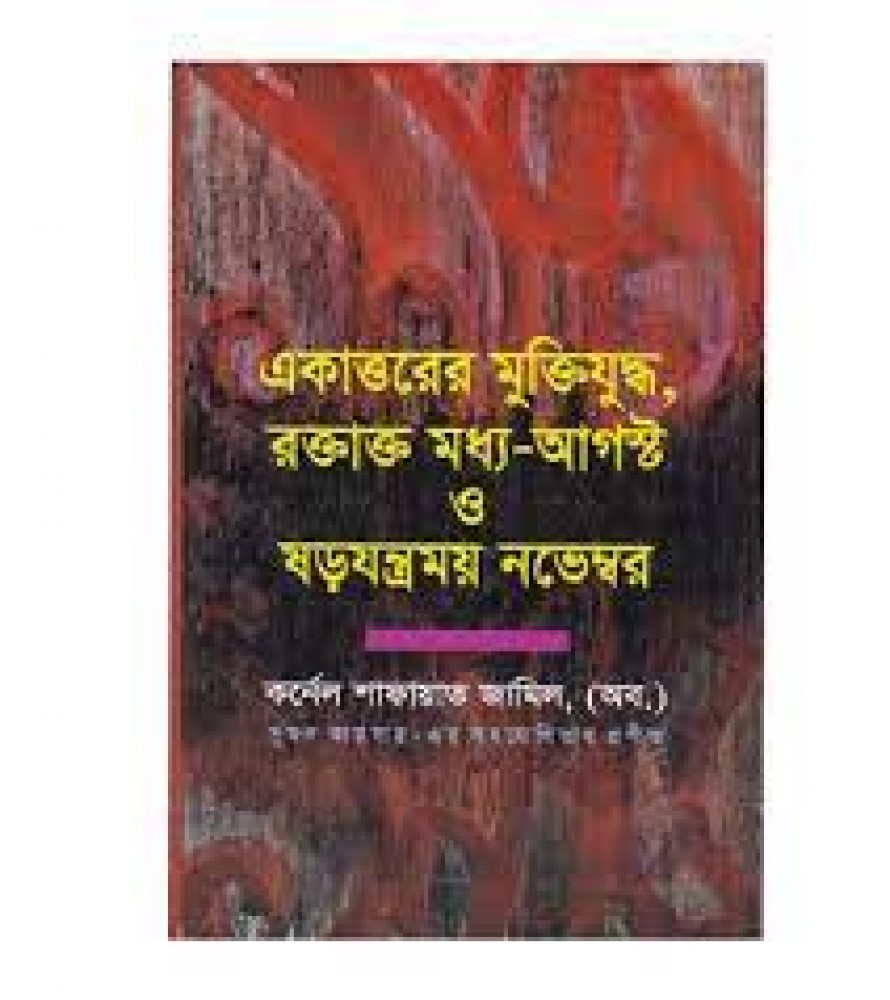 একাত্তরের মুক্তিযুদ্ধ,
রক্তাক্ত মধ্য-আগস্ট
ও
ষড়যন্ত্রময় নভেম্বর
কর্নেল শাফায়াত জামিল, (অব.)